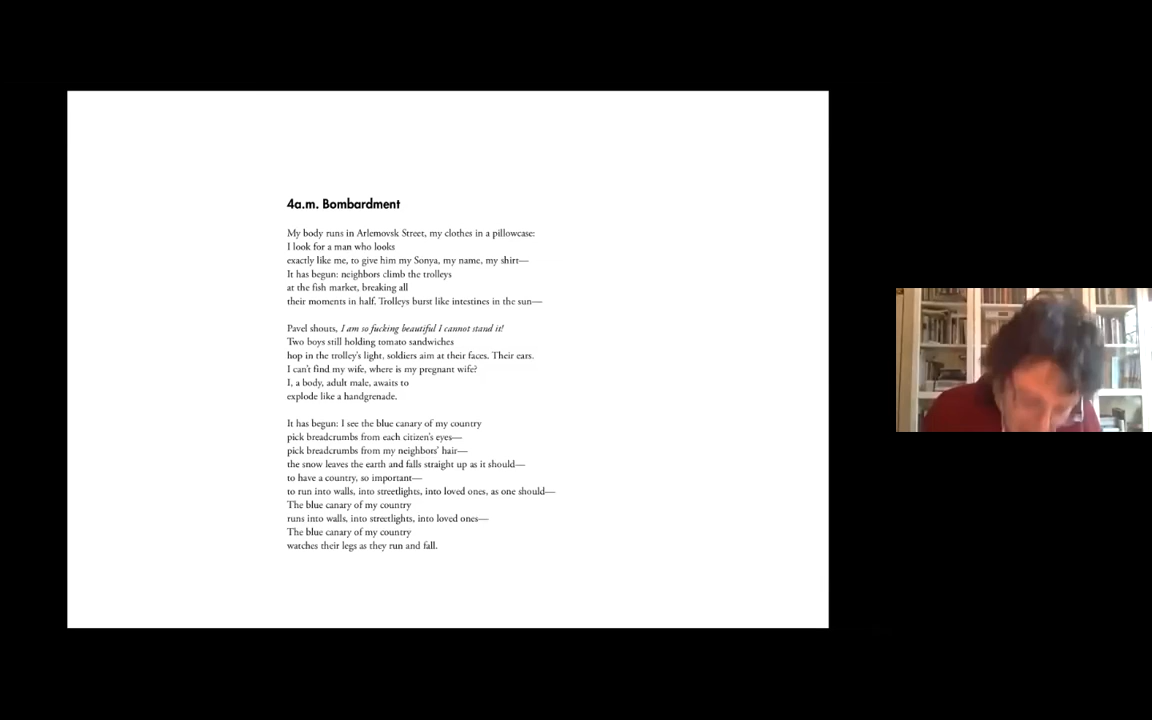 4a.m. Bombardment
My body runs in Arlemovsk Street, my clothes in a pillowcase:
I look for a man who looks
exactly like me, to give him my Sonya, my name, my shirt—
It has begun: neighbors climb the trolleys
at the fish market, breaking all
their moments in half. Trolleys burst like intestines in the sun—
Pavel shouts, I am so fucking beautiful I cannot stand it!
Two boys still holding tomato sandwiches
hop in the trolley's light, soldiers aim at their faces. Their ears.
I can't find my wife, where is my pregnant wife?
I, a body, adult male, awaits to
explode like a handgrenade.
It has begun: I see the blue canary of my country
pick breadcrumbs from each citizen's eyes—
pick breadcrumbs from my neighbors' hair—
the snow leaves the earth and falls straight up as it should—
to have a country, so important—
to run into walls, into streetlights, into loved ones, as one should—
The blue canary of my country
runs into walls, into streetlights, into loved ones—
The blue canary of my country
watches their legs as they run and fall.